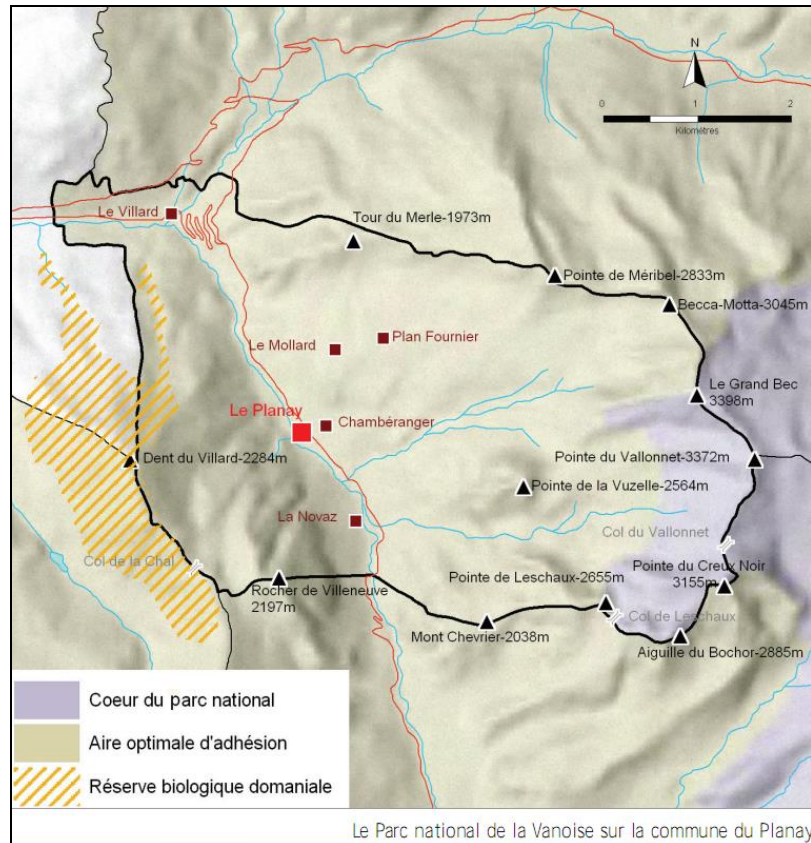 N
0 1 2
Kilomètres
Le Villard
Tour du Merle-1973m
Pointe de Méribel-2833m
Becca-Motta-3045m
Le Mollard
Plan Fournier
Le Grand Bec
3398m
Le Planay
Chambéranger
Dent du Villard-2284m
Pointe du Vallonnet-3372m
Pointe de la Vuzelle-2564m
La Novaz
Col du Vallonnet
Col de la Chal
Pointe de Leschaux-2655m
Pointe du Creux Noir
3155m
Rocher de Villeneuve
2197m
Col de Leschaux
Mont Chevrier-2038m
Aiguille du Bochor-2885m
Coeur du parc national
Aire optimale d'adhésion
Réserve biologique domaniale
Le Parc national de la Vanoise sur la commune du Planay